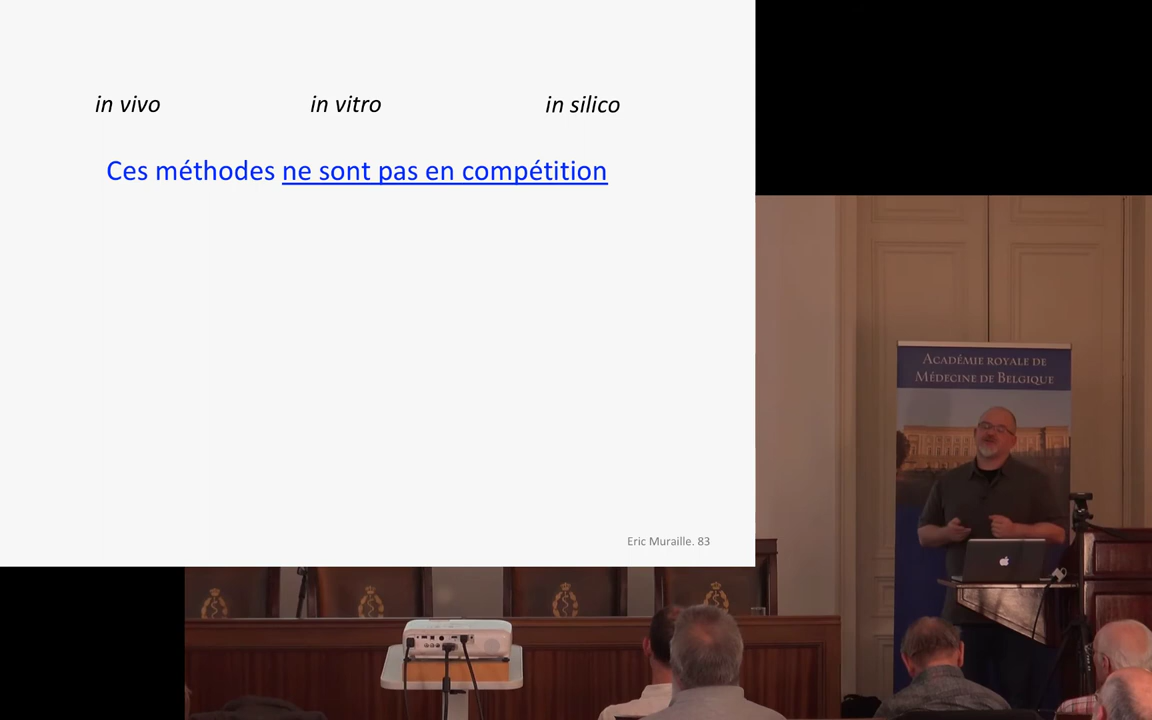 in vivo in vitro in silico
Ces méthodes ne sont pas en compétition
Eric Muraille. 83
Académie royale de
Médecine de Belgique